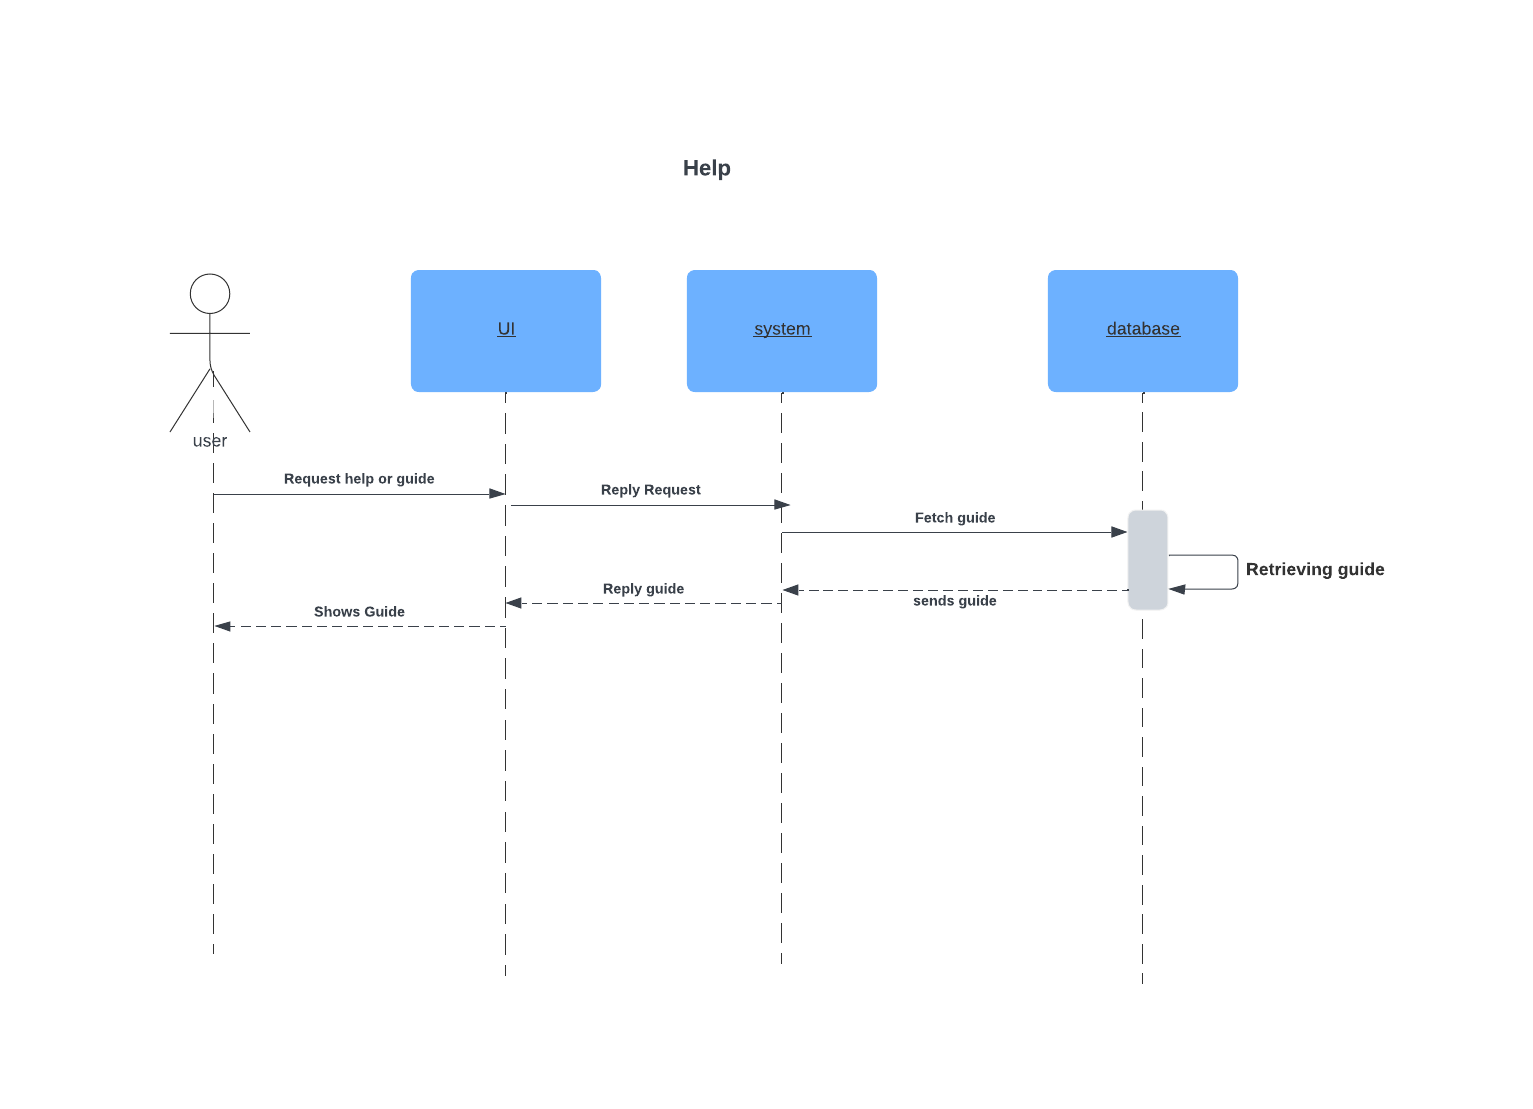 Help
UI
system
database
user
Request help or guide
Reply Request
Fetch guide
Retrieving guide
Reply guide
sends guide
Shows Guide